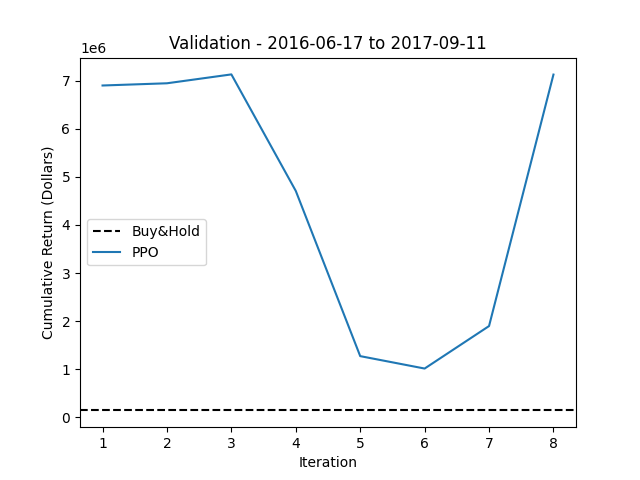 Validation - 2016-06-17 to 2017-09-11
1e6
7
6
5
4
3
2
1
0
Cumulative Return (Dollars)
Buy&Hold
PPO
1 2 3 4 5 6 7 8
Iteration